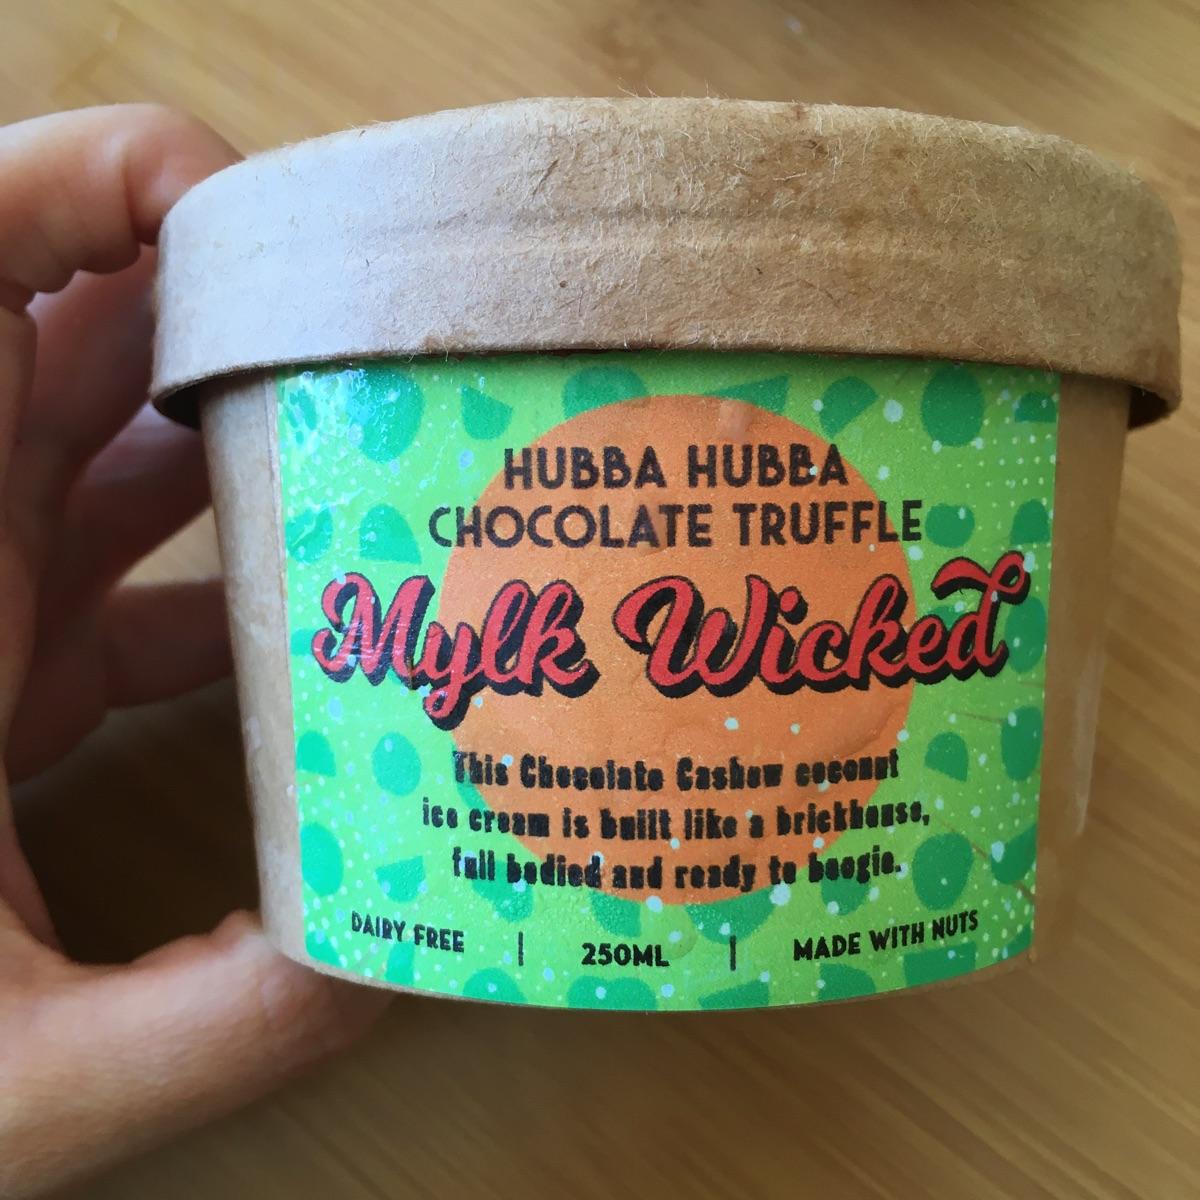 HUBBA HUBBA
CHOCOLATE TRUFFLE
Mylk Wicked
This Chocolate Cashew coconut
ice cream is built like a brickhouse,
full bodied and ready to boogie.
DAIRY FREE | 250ML | MADE WITH NUTS